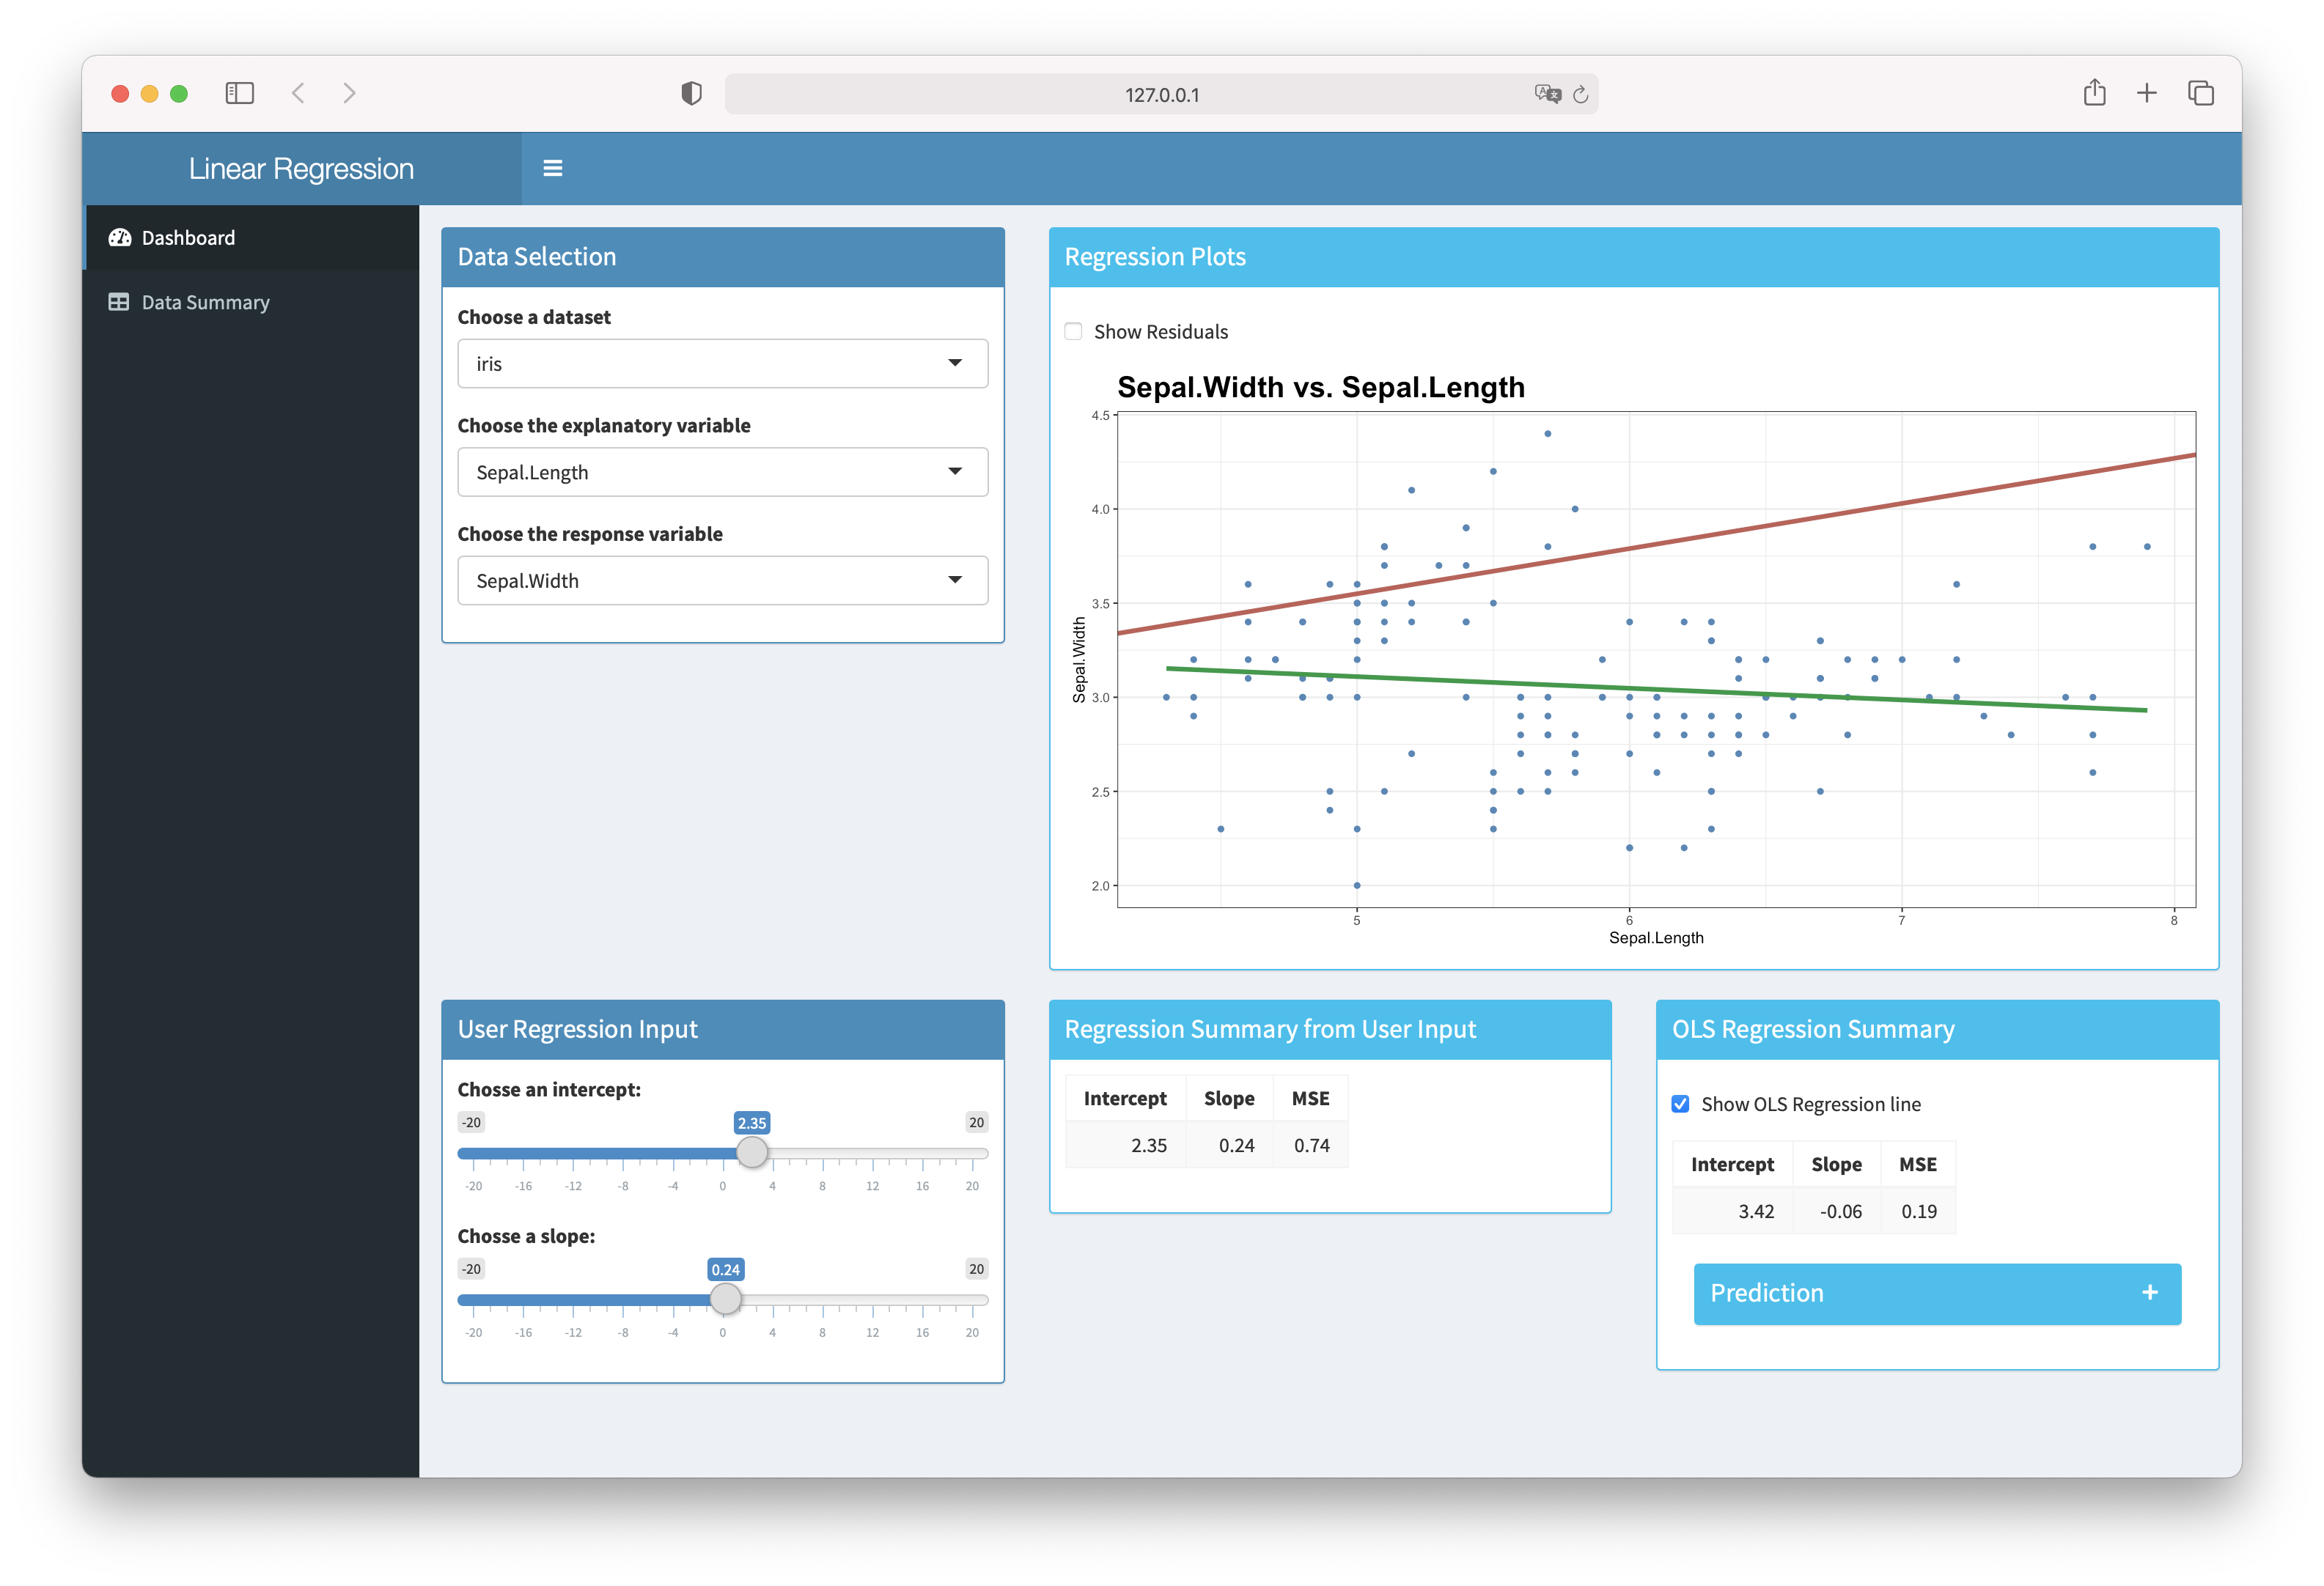 127.0.0.1
Linear Regression
Dashboard
Data Summary
Data Selection
Choose a dataset
iris
Choose the explanatory variable
Sepal.Length
Choose the response variable
Sepal.Width
Regression Plots
Show Residuals
Sepal.Width vs. Sepal.Length
4.5
4.0
3.5
3.0
2.5
2.0
Sepal.Width
5 6 7 8
Sepal.Length
User Regression Input
Chosse an intercept:
-20 2.35 20
-20 -16 -12 -8 -4 0 4 8 12 16 20
Chosse a slope:
-20 0.24 20
-20 -16 -12 -8 -4 0 4 8 12 16 20
Regression Summary from User Input
Intercept Slope MSE
2.35 0.24 0.74
OLS Regression Summary
Show OLS Regression line
Intercept Slope MSE
3.42 -0.06 0.19
Prediction +